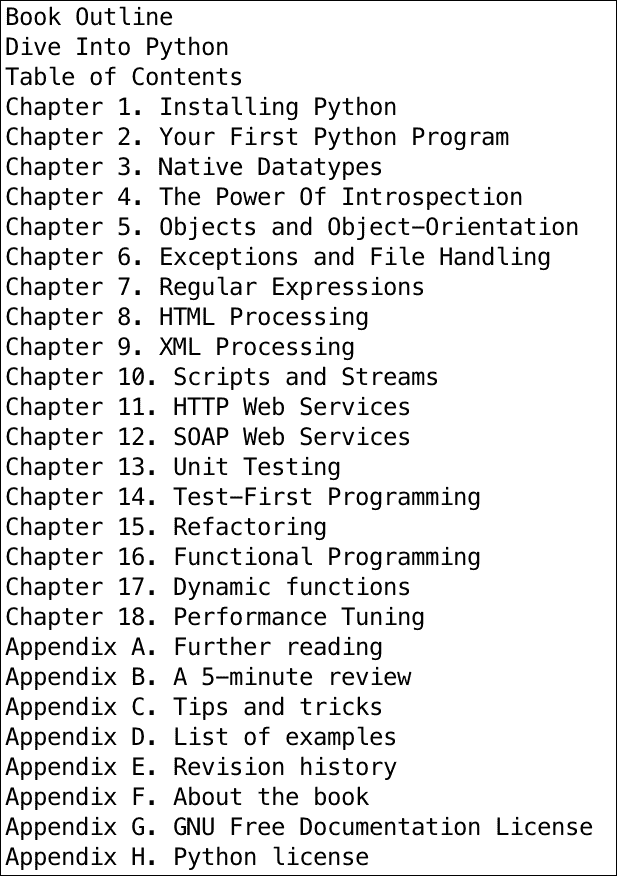 Book Outline
Dive Into Python
Table of Contents
Chapter 1. Installing Python
Chapter 2. Your First Python Program
Chapter 3. Native Datatypes
Chapter 4. The Power Of Introspection
Chapter 5. Objects and Object-Orientation
Chapter 6. Exceptions and File Handling
Chapter 7. Regular Expressions
Chapter 8. HTML Processing
Chapter 9. XML Processing
Chapter 10. Scripts and Streams
Chapter 11. HTTP Web Services
Chapter 12. SOAP Web Services
Chapter 13. Unit Testing
Chapter 14. Test-First Programming
Chapter 15. Refactoring
Chapter 16. Functional Programming
Chapter 17. Dynamic functions
Chapter 18. Performance Tuning
Appendix A. Further reading
Appendix B. A 5-minute review
Appendix C. Tips and tricks
Appendix D. List of examples
Appendix E. Revision history
Appendix F. About the book
Appendix G. GNU Free Documentation License
Appendix H. Python license